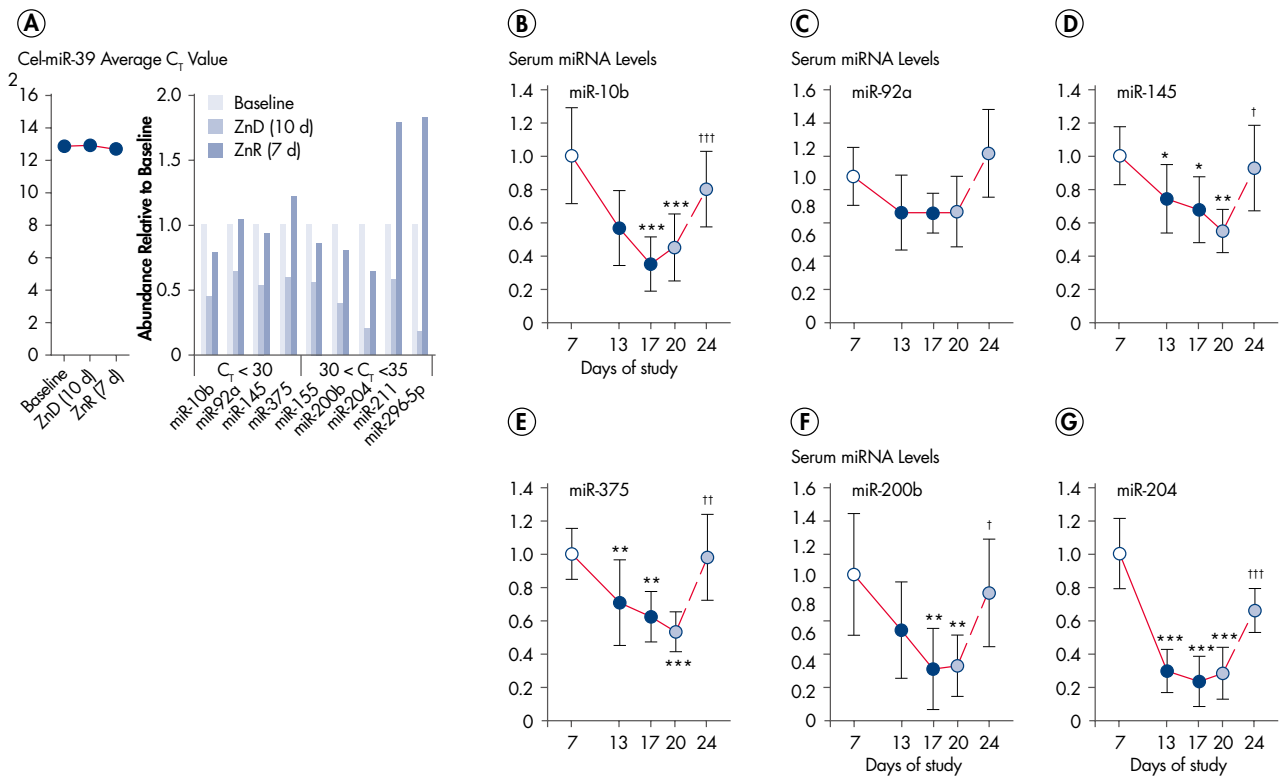 A
Cel-miR-39 Average CT Value
2
16
14
12
10
8
6
4
2
0
Baseline
ZnD (10 d)
ZnR (7 d)
Abundance Relative to Baseline
2.0
1.5
1.0
0.5
0
Baseline
ZnD (10 d)
ZnR (7 d)
CT < 30
30 < CT <35
miR-10b
miR-92a
miR-145
miR-375
miR-155
miR-200b
miR-204
miR-211
miR-296-5p
B
Serum miRNA Levels
miR-10b
1.4
1.2
1.0
0.8
0.6
0.4
0.2
0
***
***
†††
7 13 17 20 24
Days of study
C
Serum miRNA Levels
miR-92a
1.6
1.4
1.2
1.0
0.8
0.6
0.4
0.2
0
7 13 17 20 24
D
miR-145
1.4
1.2
1.0
0.8
0.6
0.4
0.2
0
*
*
**
†
7 13 17 20 24
E
miR-375
1.4
1.2
1.0
0.8
0.6
0.4
0.2
0
**
**
***
††
7 13 17 20 24
F
Serum miRNA Levels
miR-200b
1.6
1.4
1.2
1.0
0.8
0.6
0.4
0.2
0
**
**
†
7 13 17 20 24
Days of study
G
miR-204
1.4
1.2
1.0
0.8
0.6
0.4
0.2
0
***
***
***
†††
7 13 17 20 24
Days of study